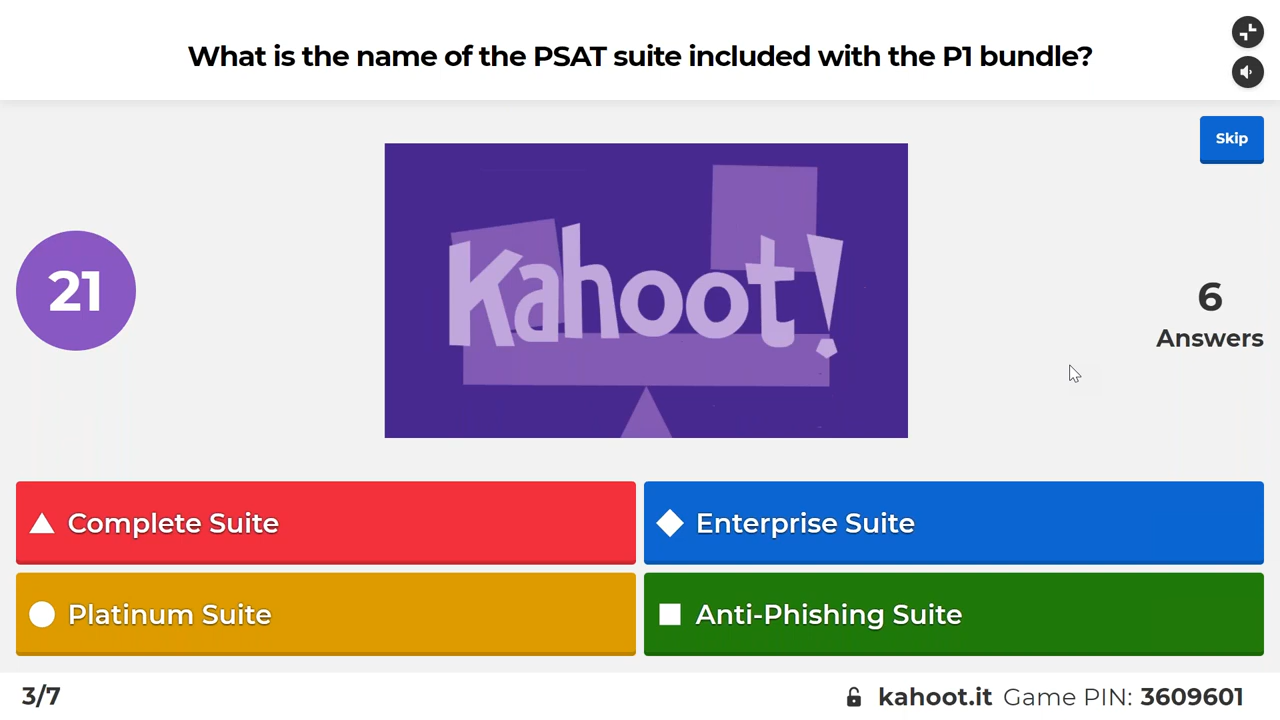 What is the name of the PSAT suite included with the P1 bundle?
Skip
Kahoot!
21
6
Answers
Complete Suite
Enterprise Suite
Platinum Suite
Anti-Phishing Suite
3/7
kahoot.it Game PIN: 3609601